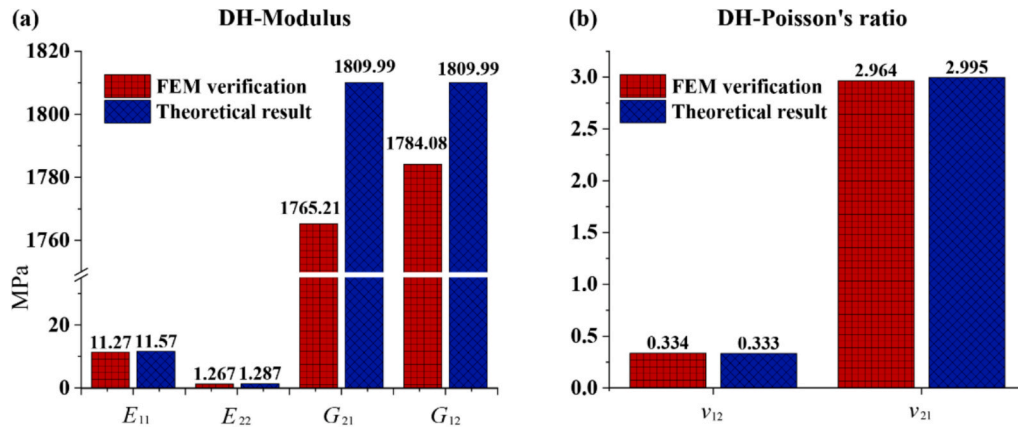 (a) DH-Modulus
1820
1800
1780
1760
20
0
MPa
FEM verification
Theoretical result
11.27
11.57
1.267
1.287
1765.21
1809.99
1784.08
1809.99
E11
E22
G21
G12
(b) DH-Poisson's ratio
3.0
2.5
2.0
1.5
1.0
0.5
0.0
FEM verification
Theoretical result
0.334
0.333
2.964
2.995
v12
v21